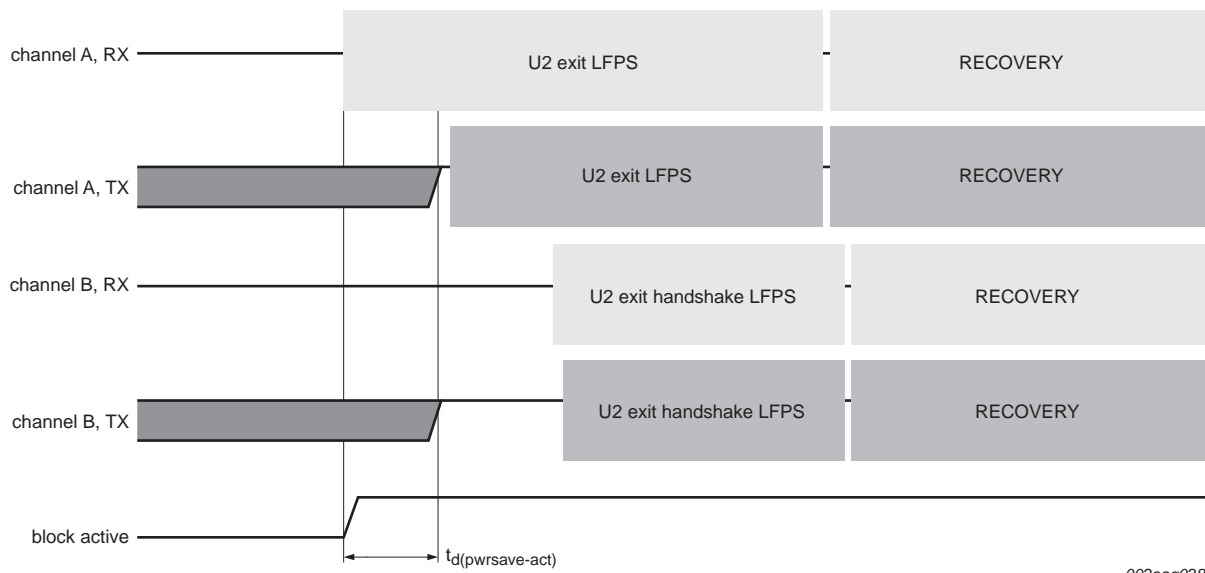 channel A, RX
U2 exit LFPS
RECOVERY
channel A, TX
U2 exit LFPS
RECOVERY
channel B, RX
U2 exit handshake LFPS
RECOVERY
channel B, TX
U2 exit handshake LFPS
RECOVERY
block active
td(pwrsave-act)